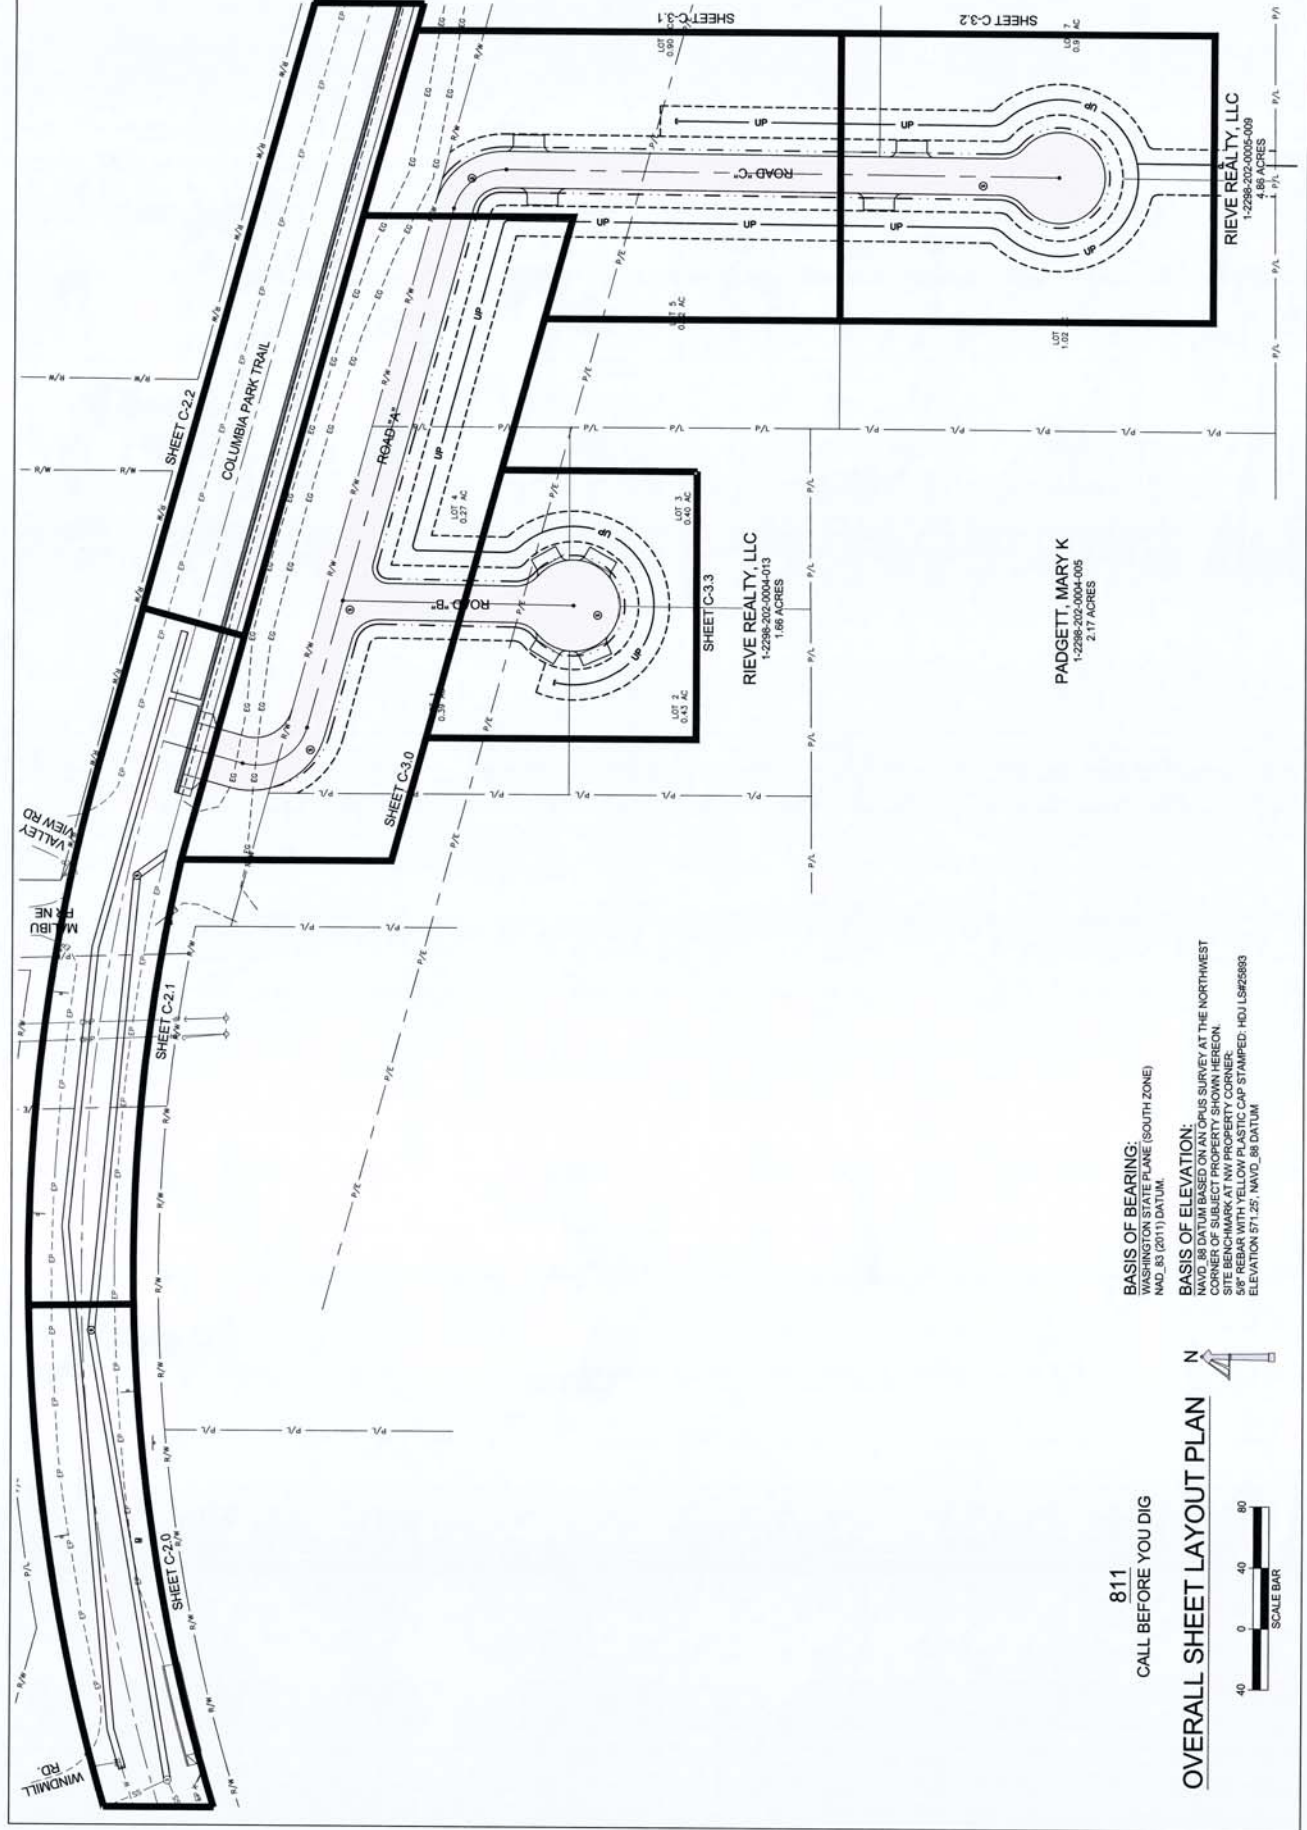 WINDMILL
RD.
SHEET C-2.0
SHEET C-2.1
MALIBU
PR NE
VALLEY
VIEW RD
SHEET C-2.2
COLUMBIA PARK TRAIL
SHEET C-3.0
ROAD "A"
ROAD "B"
ROAD "C"
SHEET C-3.1
SHEET C-3.2
SHEET C-3.3
LOT 2
0.43 AC
LOT 3
0.40 AC
LOT 4
0.27 AC
RIEVE REALTY, LLC
1-2298-202-0004-013
1.66 ACRES
PADGETT, MARY K
1-2298-202-0004-005
2.17 ACRES
RIEVE REALTY, LLC
1-2298-202-0005-009
4.86 ACRES
811
CALL BEFORE YOU DIG
BASIS OF BEARING:
WASHINGTON STATE PLANE (SOUTH ZONE)
NAD_83 (2011) DATUM.
BASIS OF ELEVATION:
NAVD_88 DATUM BASED ON AN OPUS SURVEY AT THE NORTHWEST
CORNER OF SUBJECT PROPERTY SHOWN HEREON.
SITE BENCHMARK AT NW PROPERTY CORNER:
5/8" REBAR WITH YELLOW PLASTIC CAP STAMPED: HDJ LS#25893
ELEVATION 571.25', NAVD_88 DATUM
OVERALL SHEET LAYOUT PLAN
N
40 0 40 80
SCALE BAR